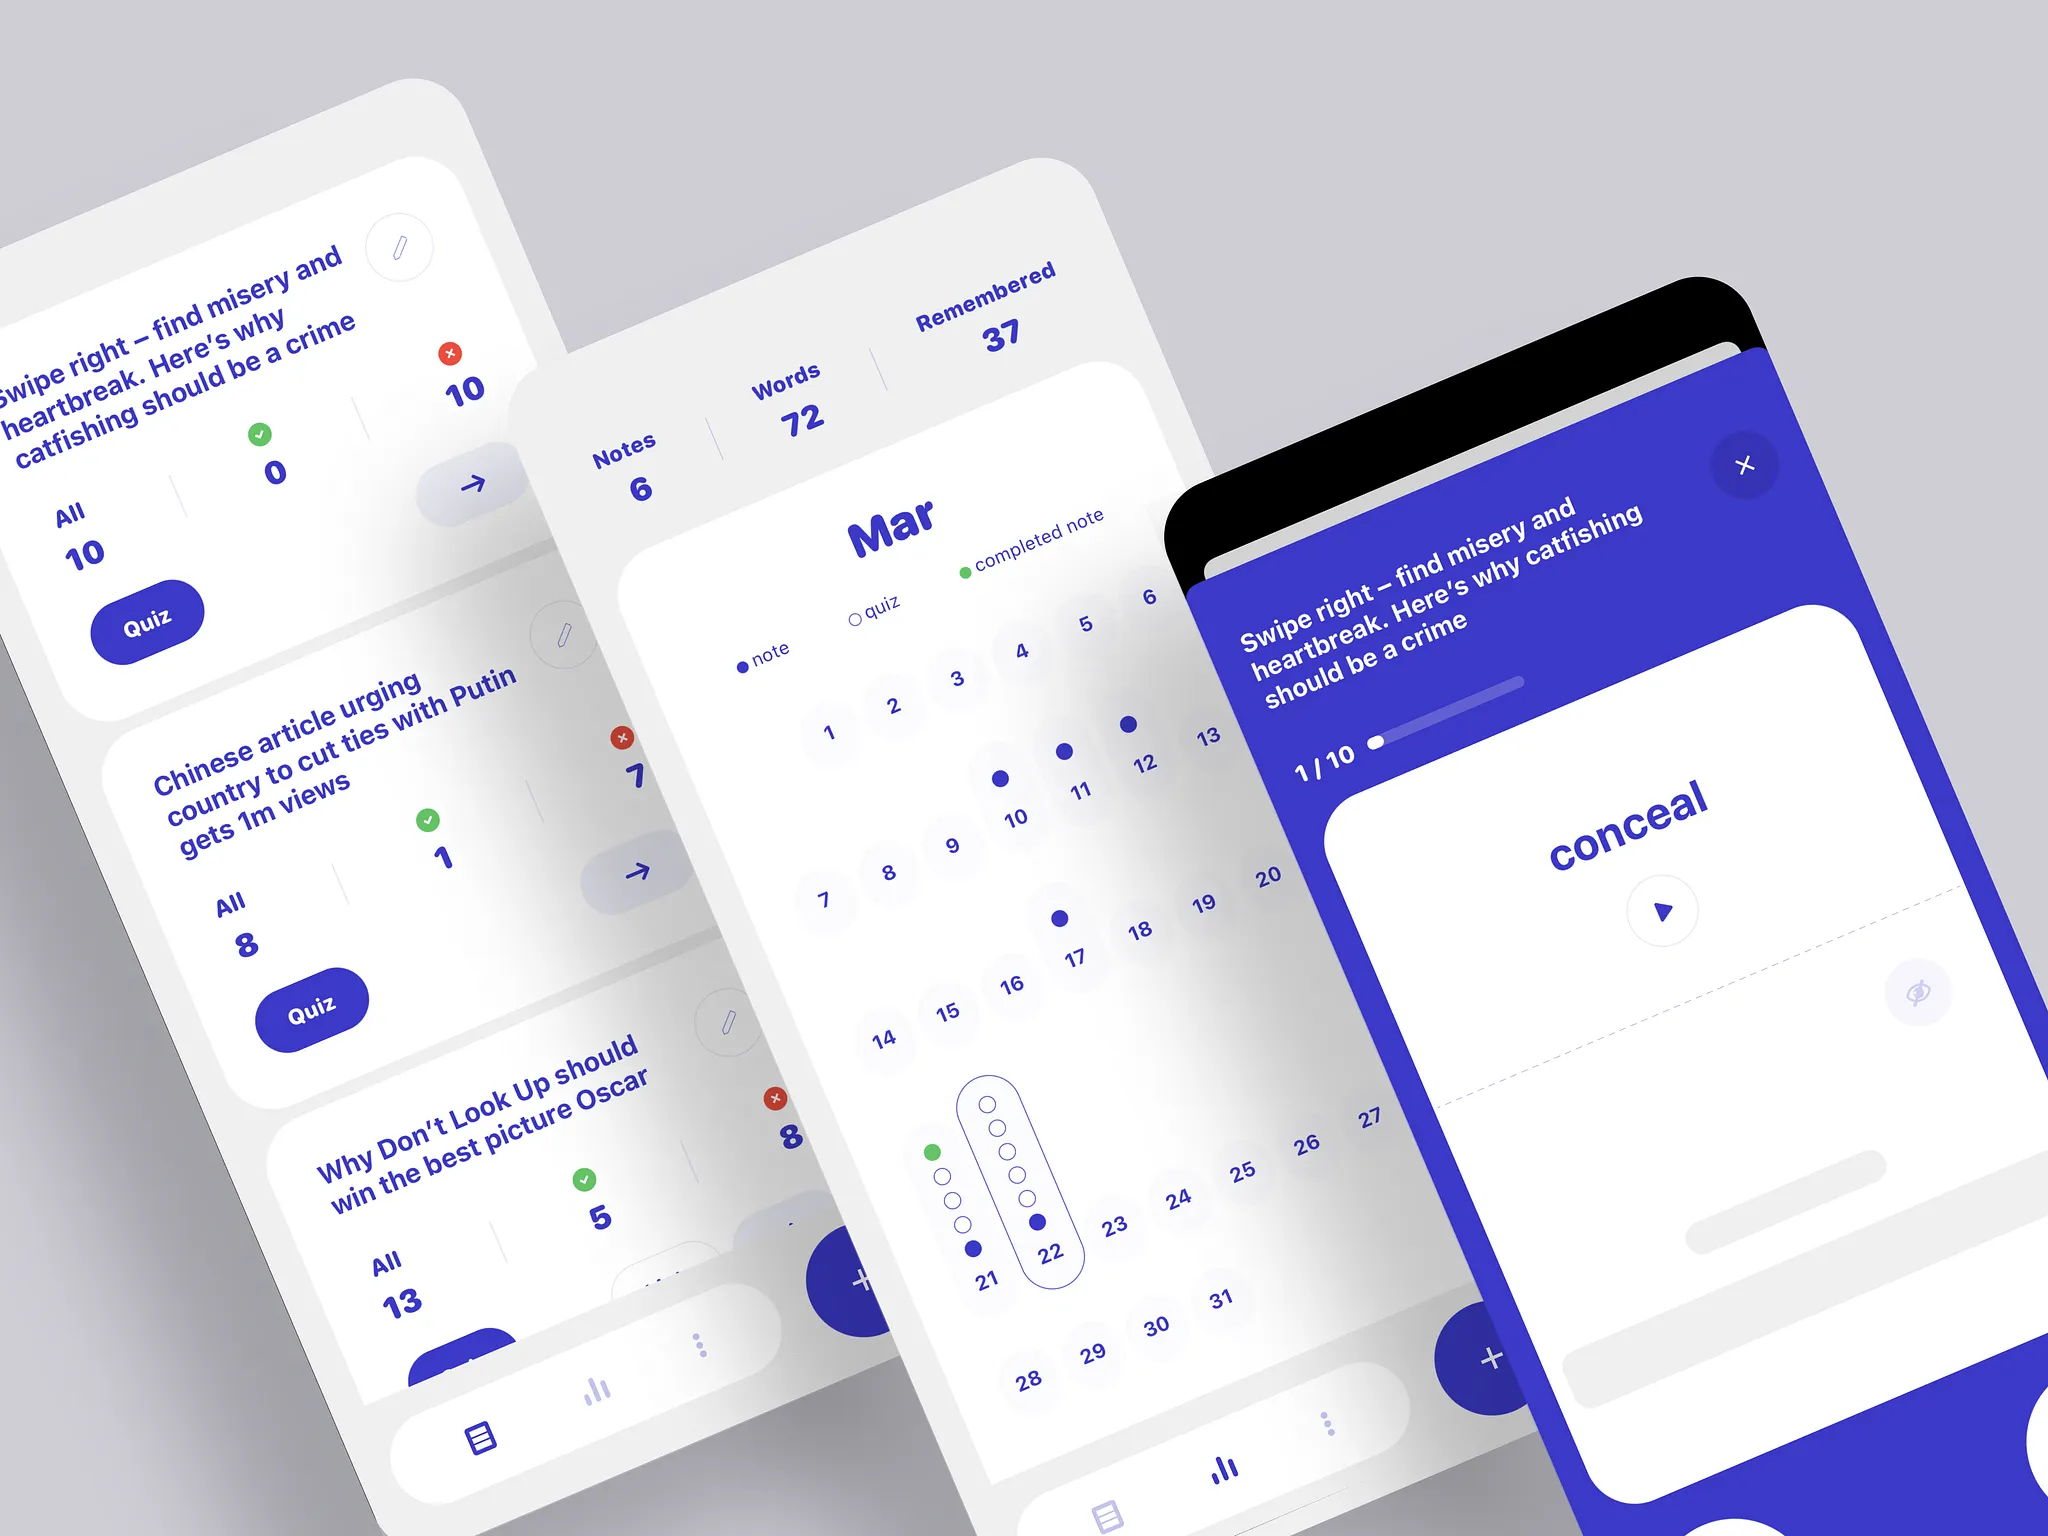 Swipe right – find misery and
heartbreak. Here's why
catfishing should be a crime
All
10
0
10
Quiz
Chinese article urging
country to cut ties with Putin
gets 1m views
All
8
1
7
Quiz
Why Don't Look Up should
win the best picture Oscar
All
13
5
8
Notes
6
Words
72
Remembered
37
Mar
note
quiz
completed note
1 2 3 4 5 6
7 8 9 10 11 12 13
14 15 16 17 18 19 20
21 22 23 24 25 26 27
28 29 30 31
Swipe right – find misery and
heartbreak. Here's why catfishing
should be a crime
1 / 10
conceal